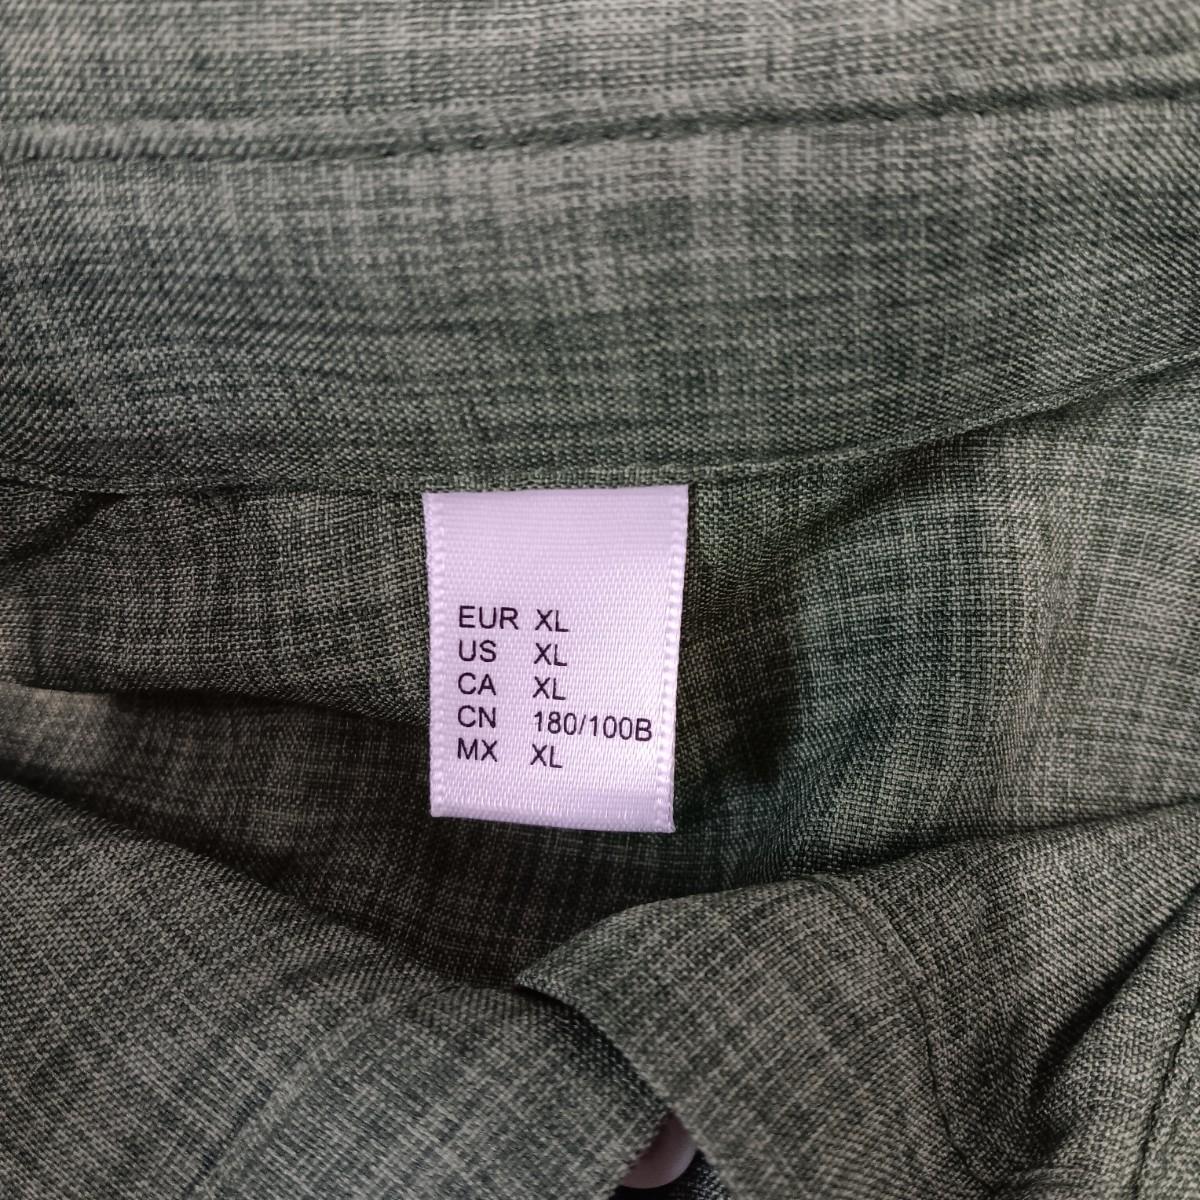 EUR XL
US XL
CA XL
CN 180/100B
MX XL